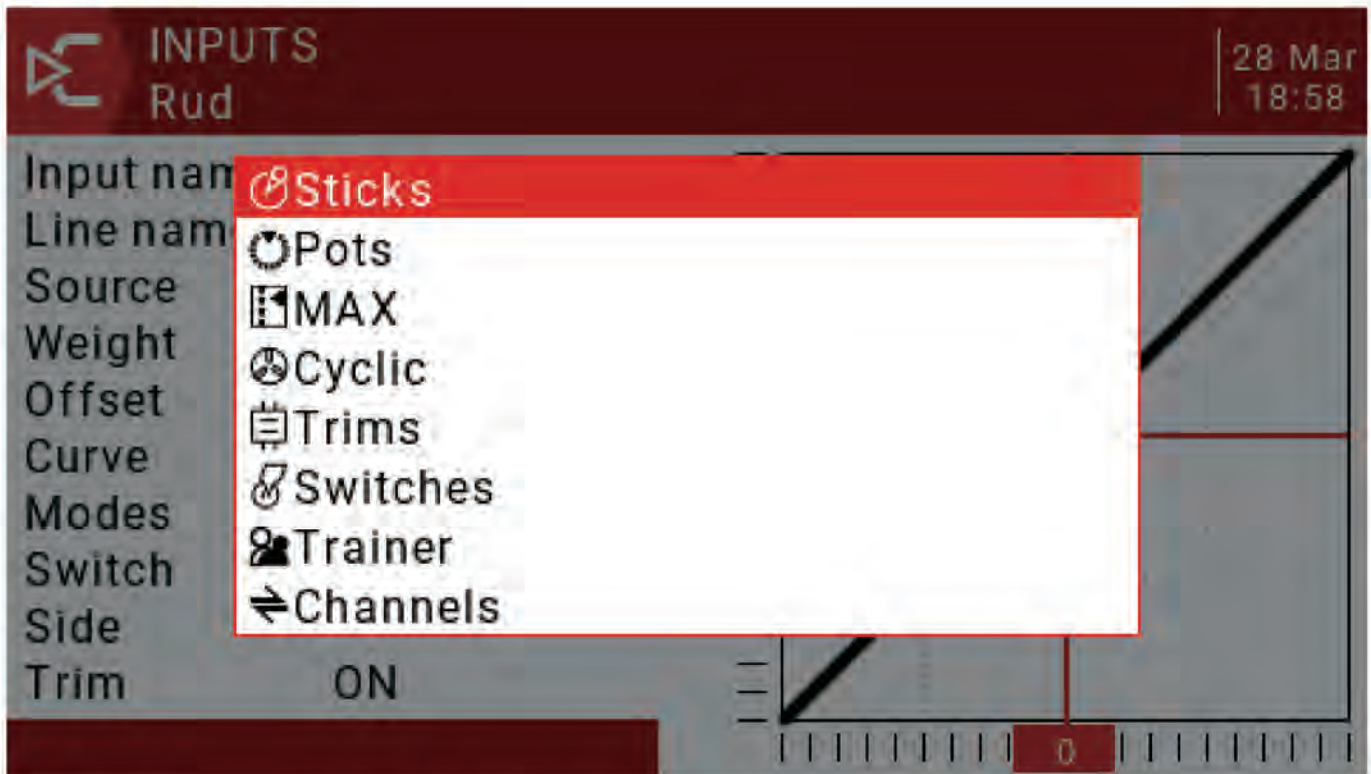 INPUTS
Rud
28 Mar
18:58
Input nam
Line nam
Source
Weight
Offset
Curve
Modes
Switch
Side
Trim ON
Sticks
Pots
MAX
Cyclic
Trims
Switches
Trainer
Channels
0